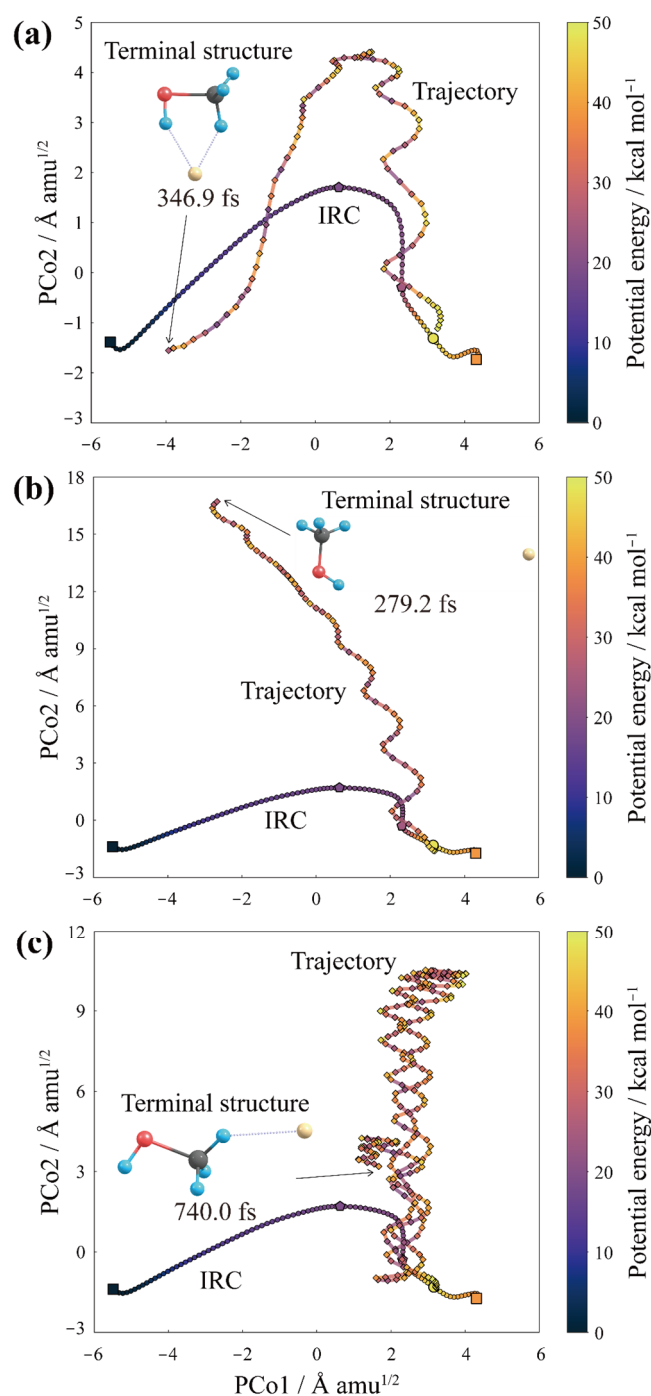 (a)
5
4
3
2
1
0
−1
−2
−3
PCo2 / Å amu1/2
Terminal structure
Trajectory
346.9 fs
IRC
−6 −4 −2 0 2 4 6
50
40
30
20
10
0
Potential energy / kcal mol−1
(b)
18
15
12
9
6
3
0
−3
PCo2 / Å amu1/2
Terminal structure
279.2 fs
Trajectory
IRC
−6 −4 −2 0 2 4 6
50
40
30
20
10
0
Potential energy / kcal mol−1
(c)
12
9
6
3
0
−3
PCo2 / Å amu1/2
Trajectory
Terminal structure
740.0 fs
IRC
−6 −4 −2 0 2 4 6
PCo1 / Å amu1/2
50
40
30
20
10
0
Potential energy / kcal mol−1